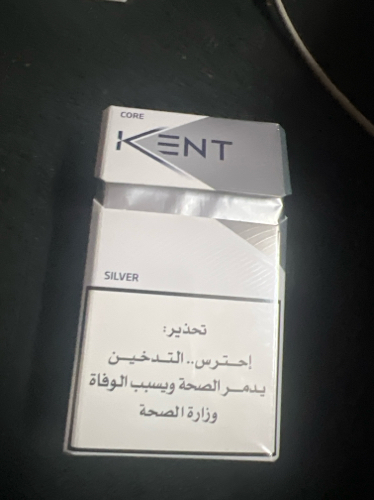 CORE
KENT
SILVER
تحذير:
إحترس.. التدخين
يدمر الصحة ويسبب الوفاة
وزارة الصحة